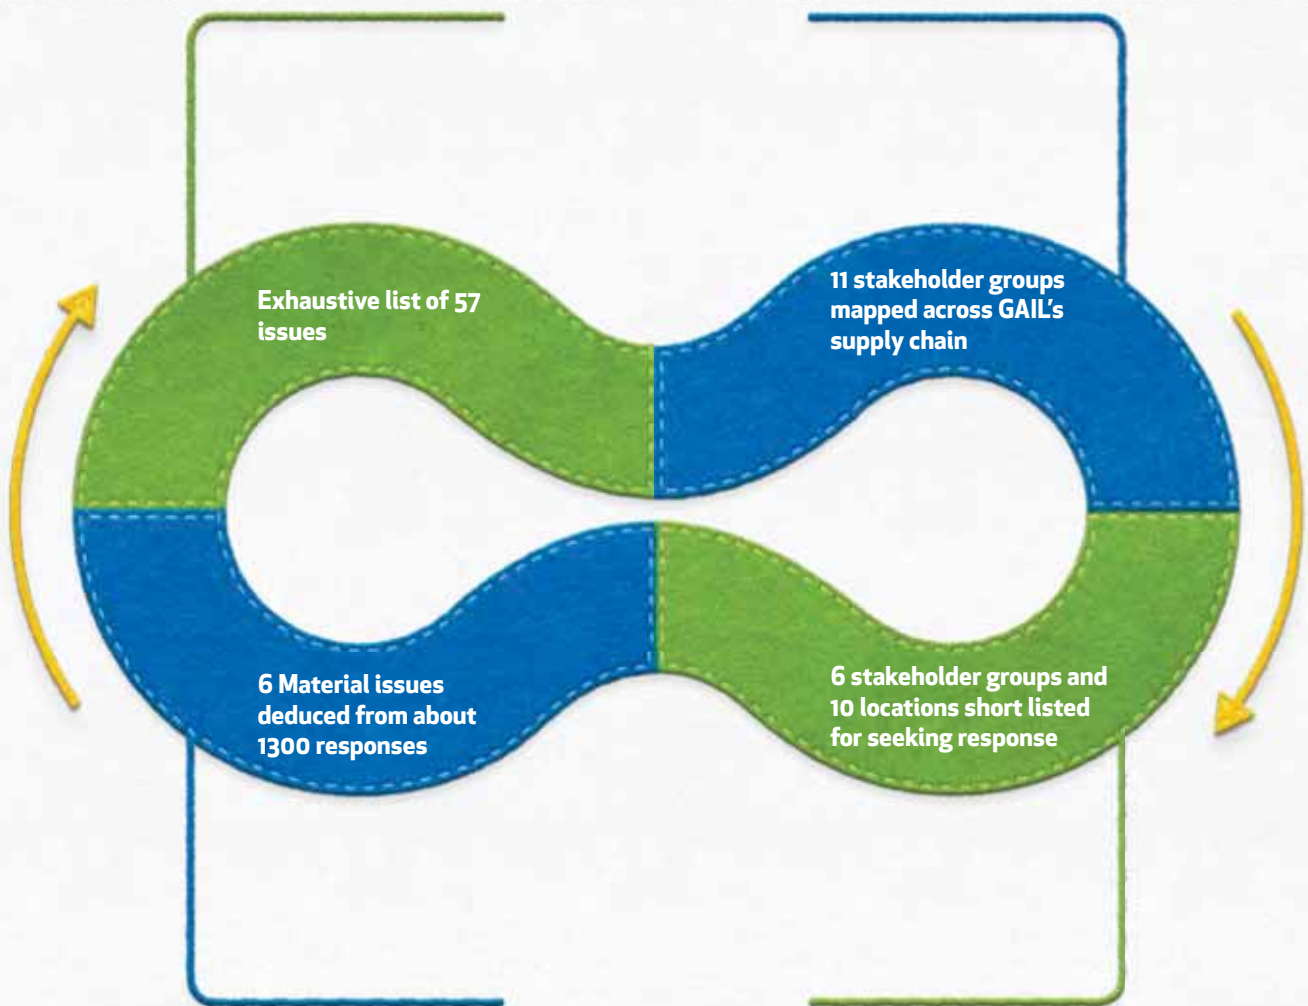 Exhaustive list of 57
issues
11 stakeholder groups
mapped across GAIL's
supply chain
6 stakeholder groups and
10 locations short listed
for seeking response
6 Material issues
deduced from about
1300 responses